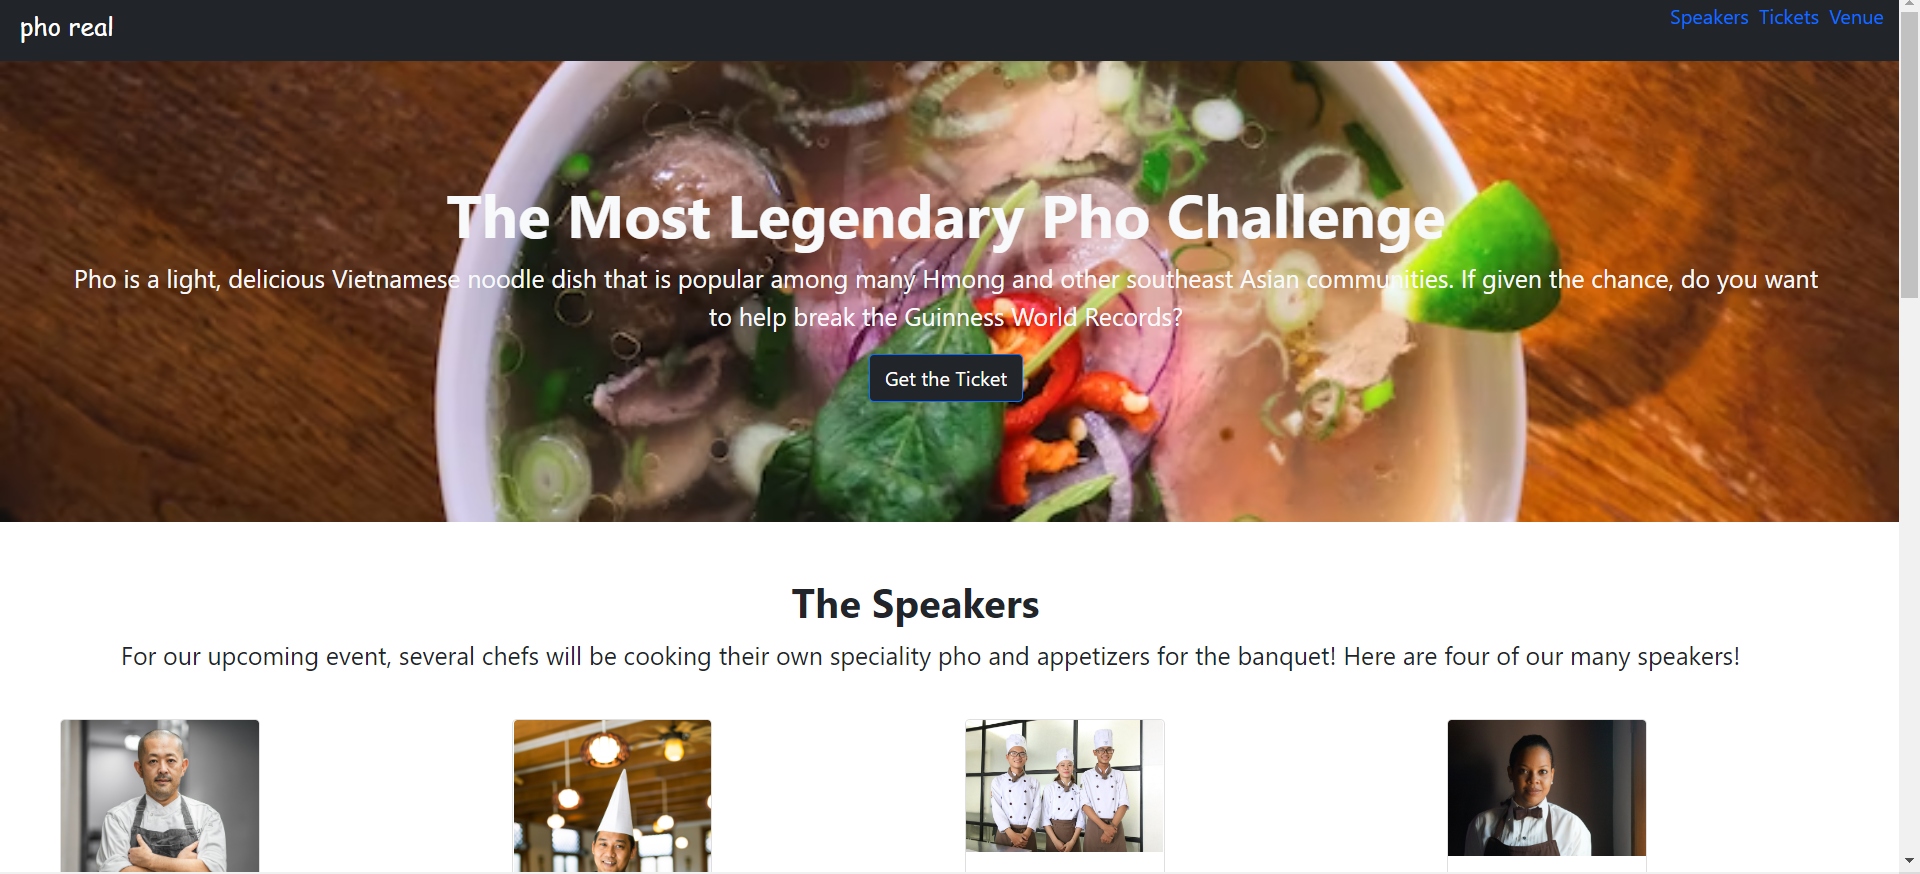 pho real
Speakers Tickets Venue
The Most Legendary Pho Challenge
Pho is a light, delicious Vietnamese noodle dish that is popular among many Hmong and other southeast Asian communities. If given the chance, do you want
to help break the Guinness World Records?
Get the Ticket
The Speakers
For our upcoming event, several chefs will be cooking their own speciality pho and appetizers for the banquet! Here are four of our many speakers!